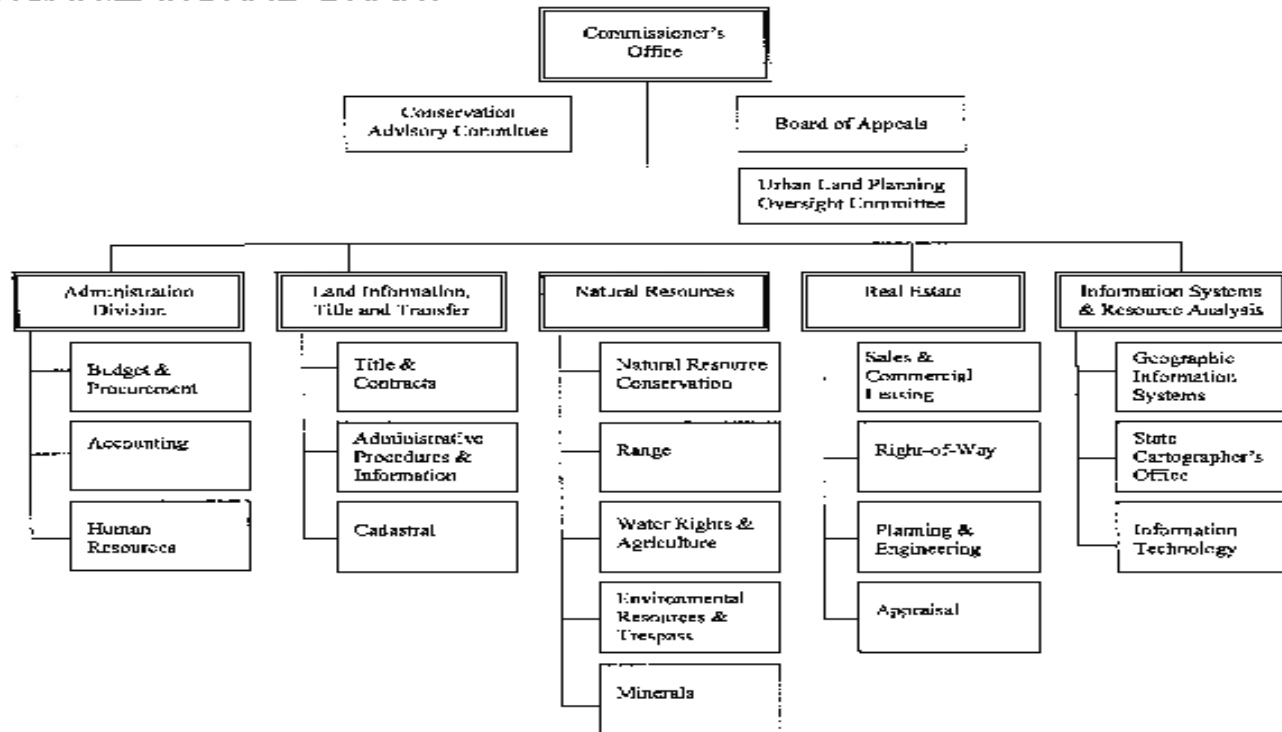 Commissioner's
Office
Conservation
Advisory Committee
Board of Appeals
Urban Land Planning
Oversight Committee
Administration
Division
Land Information,
Title and Transfer
Natural Resources
Real Estate
Information Systems
& Resource Analysis
Budget &
Procurement
Accounting
Human
Resources
Title &
Contracts
Administrative
Procedures &
Information
Cadastral
Natural Resource
Conservation
Range
Water Rights &
Agriculture
Environmental
Resources &
Trespass
Minerals
Sales &
Commercial
Leasing
Right-of-Way
Planning &
Engineering
Appraisal
Geographic
Information
Systems
State
Cartographer's
Office
Information
Technology